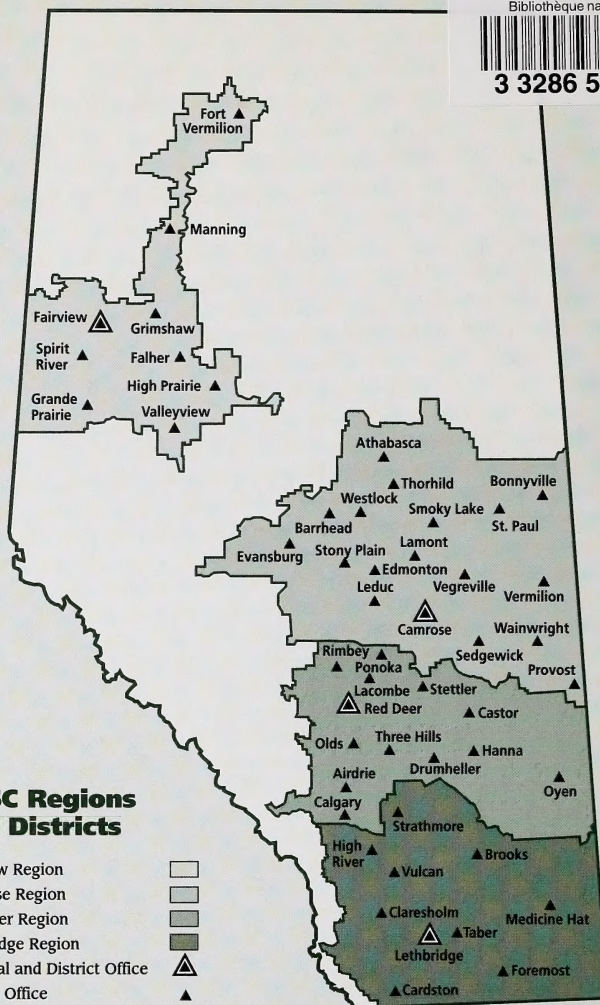 Bibliothèque na
3 3286 5
Fort
Vermilion
Manning
Fairview
Grimshaw
Spirit
River
Falher
High Prairie
Grande
Prairie
Valleyview
Athabasca
Thorhild
Bonnyville
Westlock
Smoky Lake
St. Paul
Barrhead
Lamont
Evansburg
Stony Plain
Edmonton
Leduc
Vegreville
Vermilion
Camrose
Wainwright
Sedgewick
Provost
Rimbey
Ponoka
Lacombe
Stettler
Red Deer
Castor
Olds
Three Hills
Hanna
Drumheller
Airdrie
Oyen
Calgary
Strathmore
High
River
Brooks
Vulcan
Claresholm
Medicine Hat
Taber
Lethbridge
Foremost
Cardston
SC Regions
Districts
w Region
se Region
er Region
dge Region
al and District Office
Office